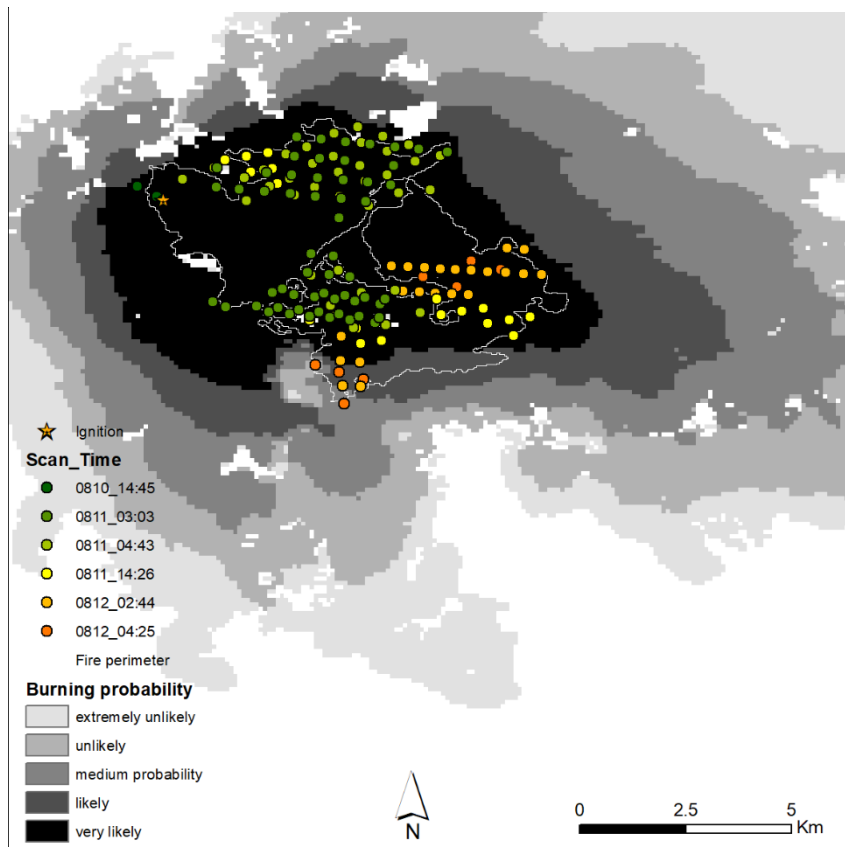 Ignition
Scan_Time
0810_14:45
0811_03:03
0811_04:43
0811_14:26
0812_02:44
0812_04:25
Fire perimeter
Burning probability
extremely unlikely
unlikely
medium probability
likely
very likely
N
0 2.5 5
Km